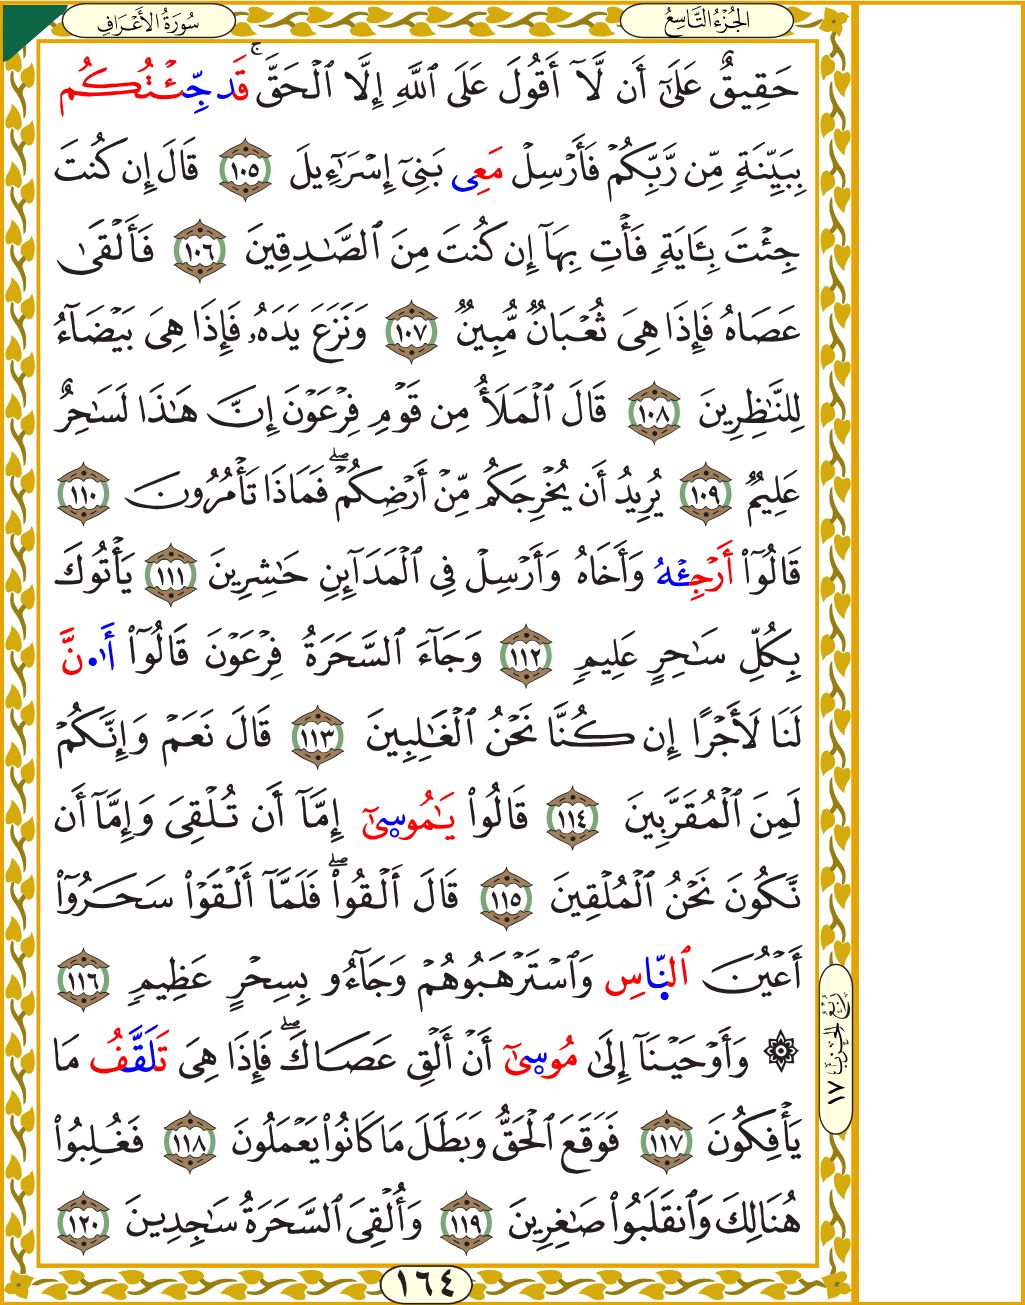 سُورَةُ الأَعْرَافِ
الجُزْءُ التَّاسِعُ
حَقِيقٌ عَلَىٰٓ أَن لَّآ أَقُولَ عَلَى ٱللَّهِ إِلَّا ٱلْحَقَّۚ قَد جِّئْتُكُم
بِبَيِّنَةٖ مِّن رَّبِّكُمْ فَأَرْسِلْ مَعِى بَنِىٓ إِسْرَٰٓءِيلَ ١٠٥ قَالَ إِن كُنتَ
جِئْتَ بِـَٔايَةٖ فَأْتِ بِهَآ إِن كُنتَ مِنَ ٱلصَّٰدِقِينَ ١٠٦ فَأَلْقَىٰ
عَصَاهُ فَإِذَا هِىَ ثُعْبَانٌ مُّبِينٌ ١٠٧ وَنَزَعَ يَدَهُۥ فَإِذَا هِىَ بَيْضَآءُ
لِلنَّٰظِرِينَ ١٠٨ قَالَ ٱلْمَلَأُ مِن قَوْمِ فِرْعَوْنَ إِنَّ هَٰذَا لَسَٰحِرٌ
عَلِيمٌ ١٠٩ يُرِيدُ أَن يُخْرِجَكُم مِّنْ أَرْضِكُمْۖ فَمَاذَا تَأْمُرُونَ ١١٠
قَالُوٓا۟ أَرْجِئْهُ وَأَخَاهُ وَأَرْسِلْ فِى ٱلْمَدَآئِنِ حَٰشِرِينَ ١١١ يَأْتُوكَ
بِكُلِّ سَٰحِرٍ عَلِيمٖ ١١٢ وَجَآءَ ٱلسَّحَرَةُ فِرْعَوْنَ قَالُوٓا۟ أَا۬نَّ
لَنَا لَأَجْرًا إِن كُنَّا نَحْنُ ٱلْغَٰلِبِينَ ١١٣ قَالَ نَعَمْ وَإِنَّكُمْ
لَمِنَ ٱلْمُقَرَّبِينَ ١١٤ قَالُوا۟ يَٰمُوسَىٰٓ إِمَّآ أَن تُلْقِىَ وَإِمَّآ أَن
نَّكُونَ نَحْنُ ٱلْمُلْقِينَ ١١٥ قَالَ أَلْقُوا۟ۖ فَلَمَّآ أَلْقَوْا۟ سَحَرُوٓا۟
أَعْيُنَ ٱلنَّاسِ وَٱسْتَرْهَبُوهُمْ وَجَآءُو بِسِحْرٍ عَظِيمٖ ١١٦
۞ وَأَوْحَيْنَآ إِلَىٰ مُوسَىٰٓ أَنْ أَلْقِ عَصَاكَۖ فَإِذَا هِىَ تَلَقَّفُ مَا
يَأْفِكُونَ ١١٧ فَوَقَعَ ٱلْحَقُّ وَبَطَلَ مَا كَانُوا۟ يَعْمَلُونَ ١١٨ فَغُلِبُوا۟
هُنَالِكَ وَٱنقَلَبُوا۟ صَٰغِرِينَ ١١٩ وَأُلْقِىَ ٱلسَّحَرَةُ سَٰجِدِينَ ١٢٠
رُبْعُ الحِزْبِ ١٧
١٦٤